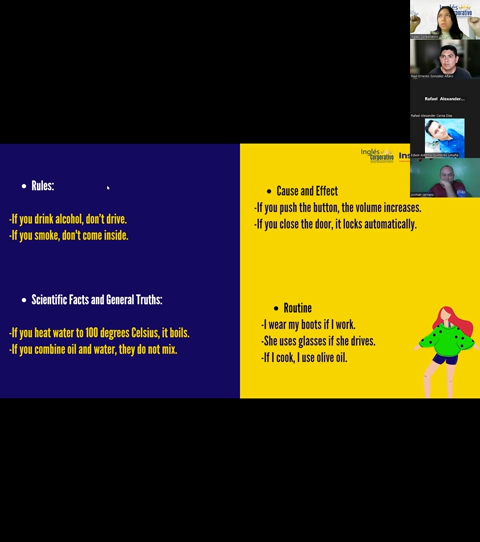 Inglés
Corporativo
Rafael Alexander...
Inglés
Corporativo
• Rules:
-If you drink alcohol, don't drive.
-If you smoke, don't come inside.
• Cause and Effect
-If you push the button, the volume increases.
-If you close the door, it locks automatically.
• Scientific Facts and General Truths:
-If you heat water to 100 degrees Celsius, it boils.
-If you combine oil and water, they do not mix.
• Routine
-I wear my boots if I work.
-She uses glasses if she drives.
-If I cook, I use olive oil.